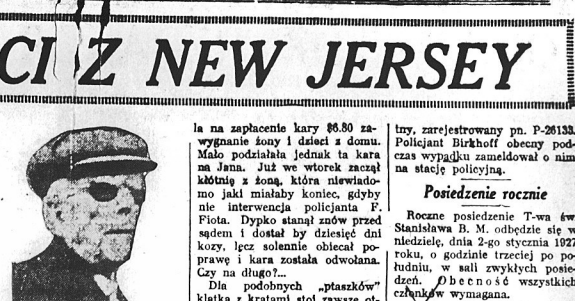 CI Z NEW JERSEY
ła na zapłacenie kary $6.80 za-
wygnanie żony i dzieci z domu.
Mało podziałała jednak ta kara
na Jana. Już we wtorek zaczął
kłótnię z żoną, która niewiado-
mo jaki miałaby koniec, gdyby
nie interwencja policjanta F.
Fiota. Dypko stanął znów przed
sądem i dostał by dziesięć dni
kozy, lecz solennie obiecał po-
prawę i kara została odwołana.
Czy na długo?...
Dla podobnych „ptaszków”
klatka z kratami stoi zawsze ot-
tny, zarejestrowany pn. P-26133.
Policjant Birkhoff obecny pod-
czas wypadku zameldował o nim
na stację policyjną.
Posiedzenie rocznie
Roczne posiedzenie T-wa św.
Stanisława B. M. odbędzie się w
niedzielę, dnia 2-go stycznia 1927
roku, o godzinie trzeciej po po-
łudniu, w sali zwykłych posie-
dzeń. Obecność wszystkich
członków wymagana.